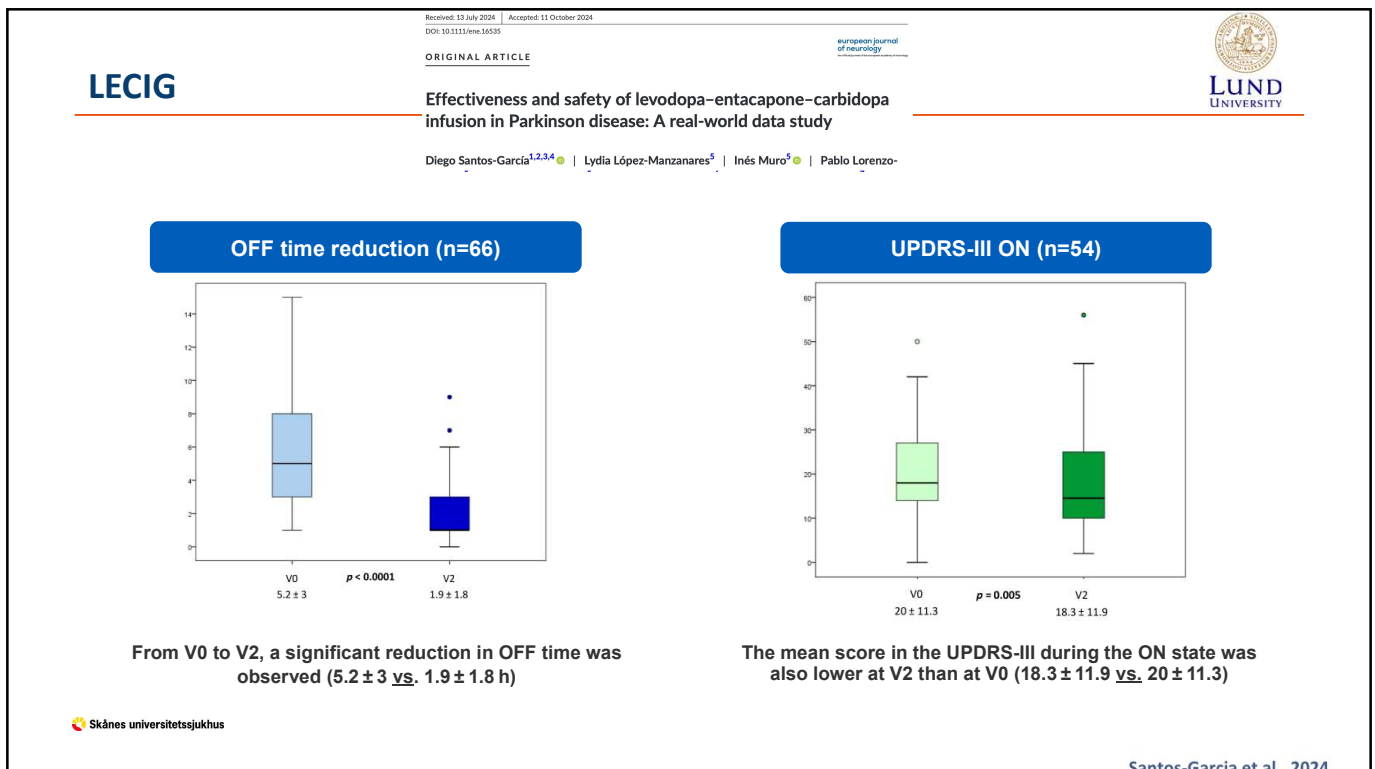 Received: 13 July 2024 | Accepted: 11 October 2024
DOI: 10.1111/ene.16535
ORIGINAL ARTICLE
european journal
of neurology
LECIG
LUND
UNIVERSITY
Effectiveness and safety of levodopa–entacapone–carbidopa
infusion in Parkinson disease: A real-world data study
Diego Santos-García1,2,3,4 | Lydia López-Manzanares5 | Inés Muro5 | Pablo Lorenzo-
OFF time reduction (n=66)
14
12
10
8
6
4
2
0
V0 p < 0.0001 V2
5.2 ± 3 1.9 ± 1.8
From V0 to V2, a significant reduction in OFF time was
observed (5.2 ± 3 vs. 1.9 ± 1.8 h)
UPDRS-III ON (n=54)
60
50
40
30
20
10
0
V0 p = 0.005 V2
20 ± 11.3 18.3 ± 11.9
The mean score in the UPDRS-III during the ON state was
also lower at V2 than at V0 (18.3 ± 11.9 vs. 20 ± 11.3)
Skånes universitetssjukhus
Santos-Garcia et al., 2024